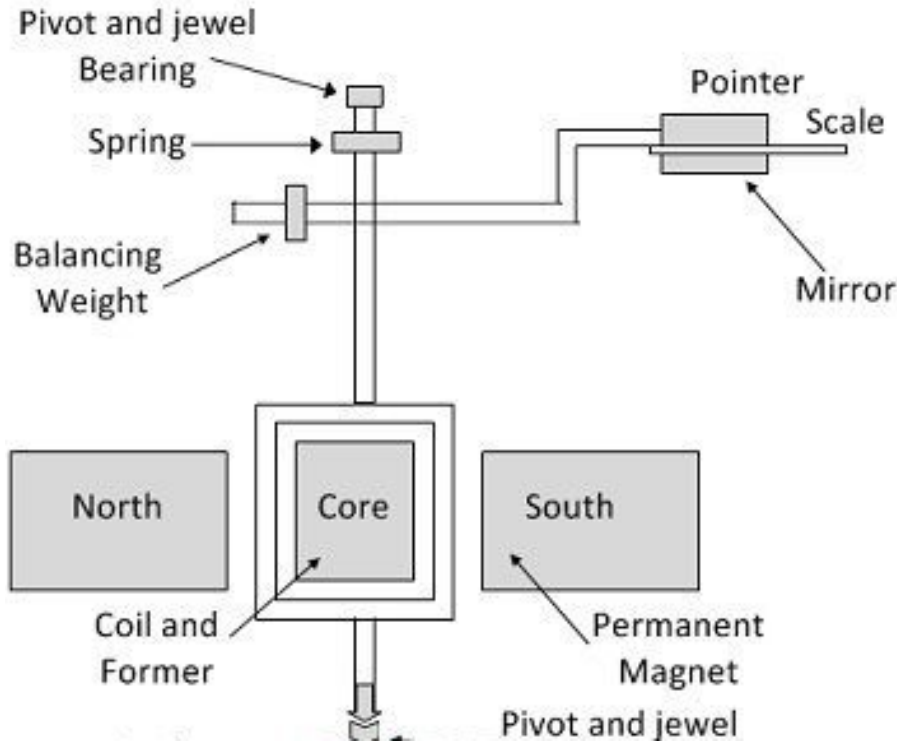 Pivot and jewel
Bearing
Pointer
Scale
Spring
Balancing
Weight
Mirror
North
Core
South
Coil and
Former
Permanent
Magnet
Pivot and jewel